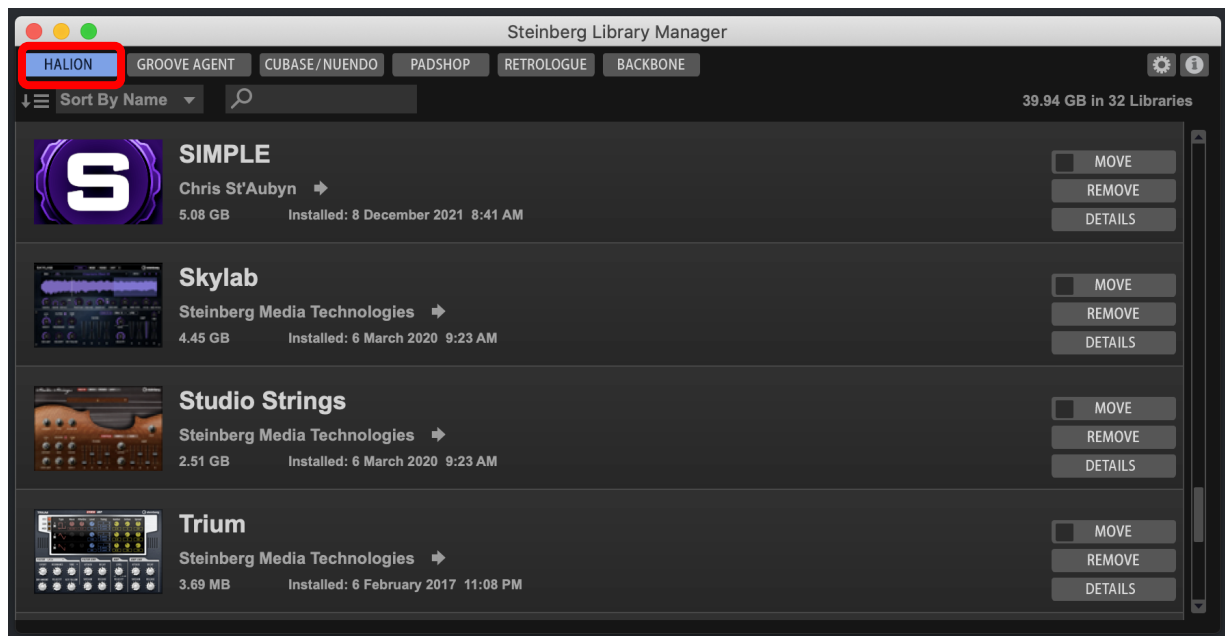 Steinberg Library Manager
HALION GROOVE AGENT CUBASE/NUENDO PADSHOP RETROLOGUE BACKBONE
Sort By Name 39.94 GB in 32 Libraries
S SIMPLE
MOVE
Chris St'Aubyn
REMOVE
5.08 GB Installed: 8 December 2021 8:41 AM
DETAILS
Skylab
MOVE
Steinberg Media Technologies
REMOVE
4.45 GB Installed: 6 March 2020 9:23 AM
DETAILS
Studio Strings
MOVE
Steinberg Media Technologies
REMOVE
2.51 GB Installed: 6 March 2020 9:23 AM
DETAILS
Trium
MOVE
Steinberg Media Technologies
REMOVE
3.69 MB Installed: 6 February 2017 11:08 PM
DETAILS